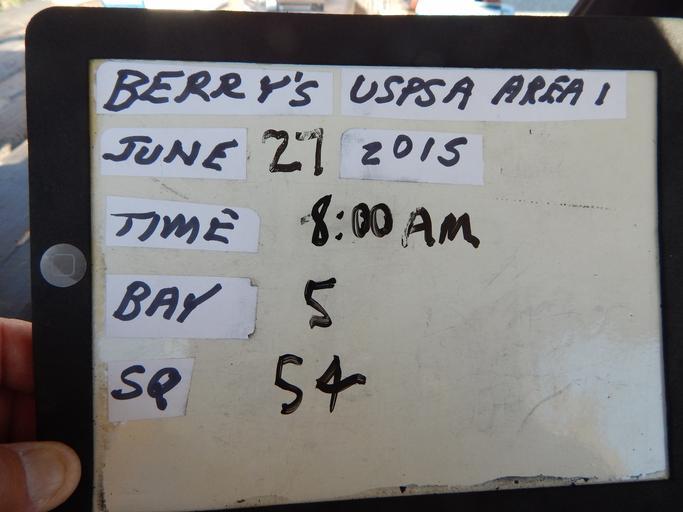 BERRY'S USPSA AREA 1
JUNE 27 2015
TIME 8:00 AM
BAY 5
SQ 54